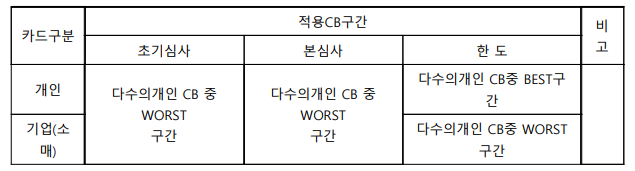 카드구분
적용CB구간
비
고
초기심사
본심사
한 도
개인
다수의개인 CB 중
WORST
구간
다수의개인 CB 중
WORST
구간
다수의개인 CB중 BEST구
간
기업(소
매)
다수의개인 CB중 WORST
구간